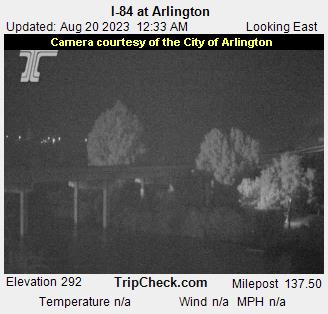 I-84 at Arlington
Updated: Aug 20 2023 12:33 AM Looking East
Camera courtesy of the City of Arlington
Elevation 292 TripCheck.com Milepost 137.50
Temperature n/a Wind n/a MPH n/a